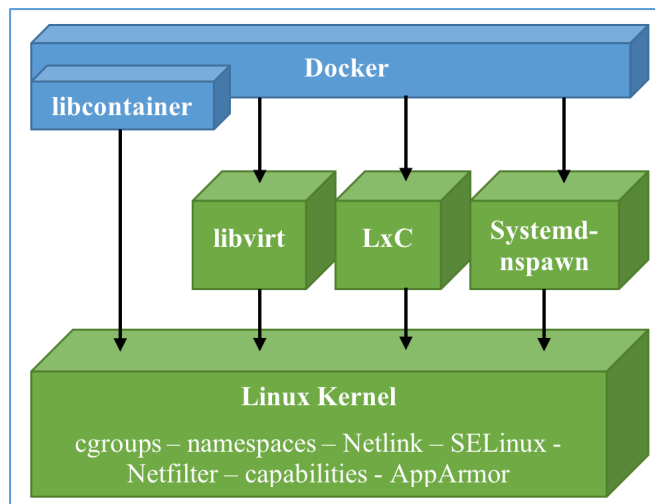 Docker
libcontainer
libvirt
LxC
Systemd-
nspawn
Linux Kernel
cgroups – namespaces – Netlink – SELinux -
Netfilter – capabilities - AppArmor